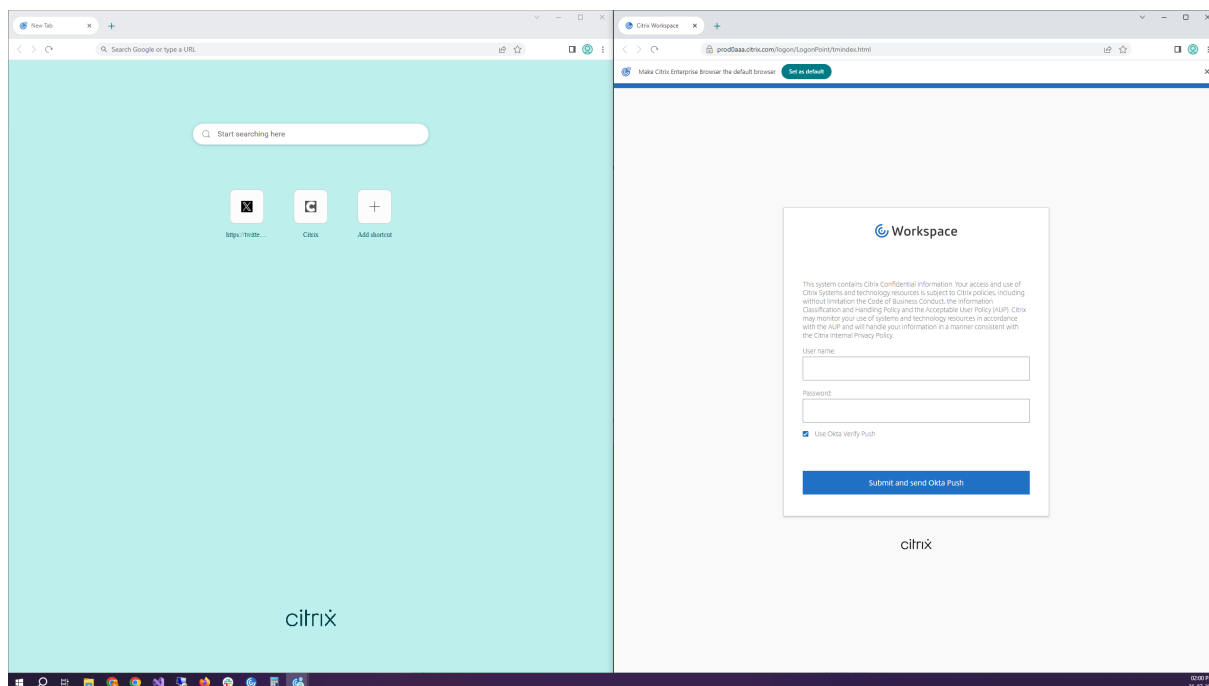 New Tab
Search Google or type a URL
Start searching here
https://twitte...
Citrix
Add shortcut
citrix
Citrix Workspace
prod0aaa.citrix.com/logon/LogonPoint/tmindex.html
Make Citrix Enterprise Browser the default browser
Set as default
Workspace
This system contains Citrix Confidential information. Your access and use of
Citrix Systems and technology resources is subject to Citrix policies, including
without limitation the Code of Business Conduct, the Information
Classification and Handling Policy and the Acceptable User Policy (AUP). Citrix
may monitor your use of systems and technology resources in accordance
with the AUP and will handle your information in a manner consistent with
the Citrix Internal Privacy Policy.
User name:
Password:
Use Okta Verify Push
Submit and send Okta Push
citrix
02:00 P